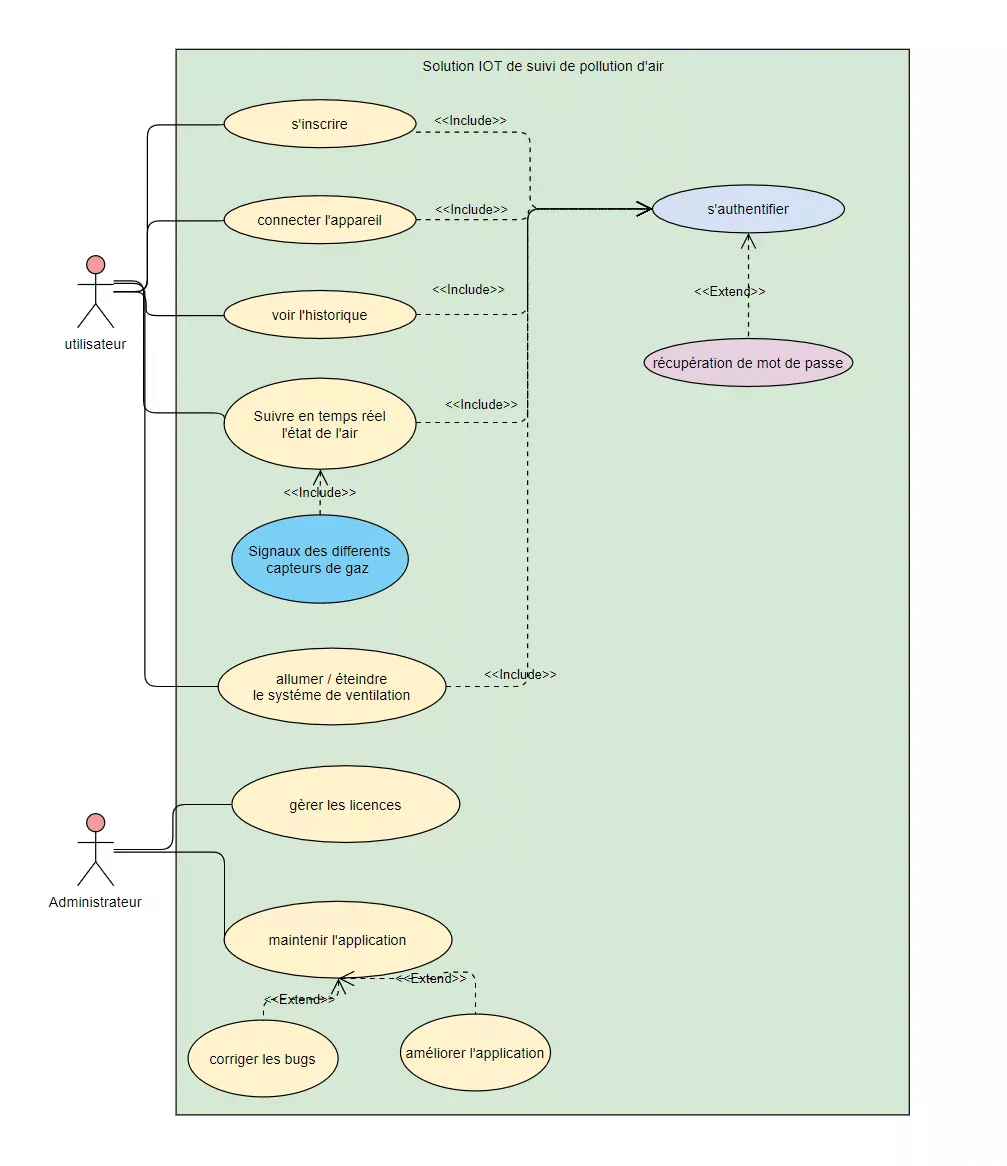 Solution IOT de suivi de pollution d'air
s'inscrire
<<Include>>
connecter l'appareil
<<Include>>
s'authentifier
<<Extend>>
récupération de mot de passe
voir l'historique
<<Include>>
utilisateur
Suivre en temps réel
l'état de l'air
<<Include>>
<<Include>>
Signaux des differents
capteurs de gaz
allumer / éteindre
le systéme de ventilation
<<Include>>
gèrer les licences
Administrateur
maintenir l'application
<<Extend>>
<<Extend>>
corriger les bugs
améliorer l'application